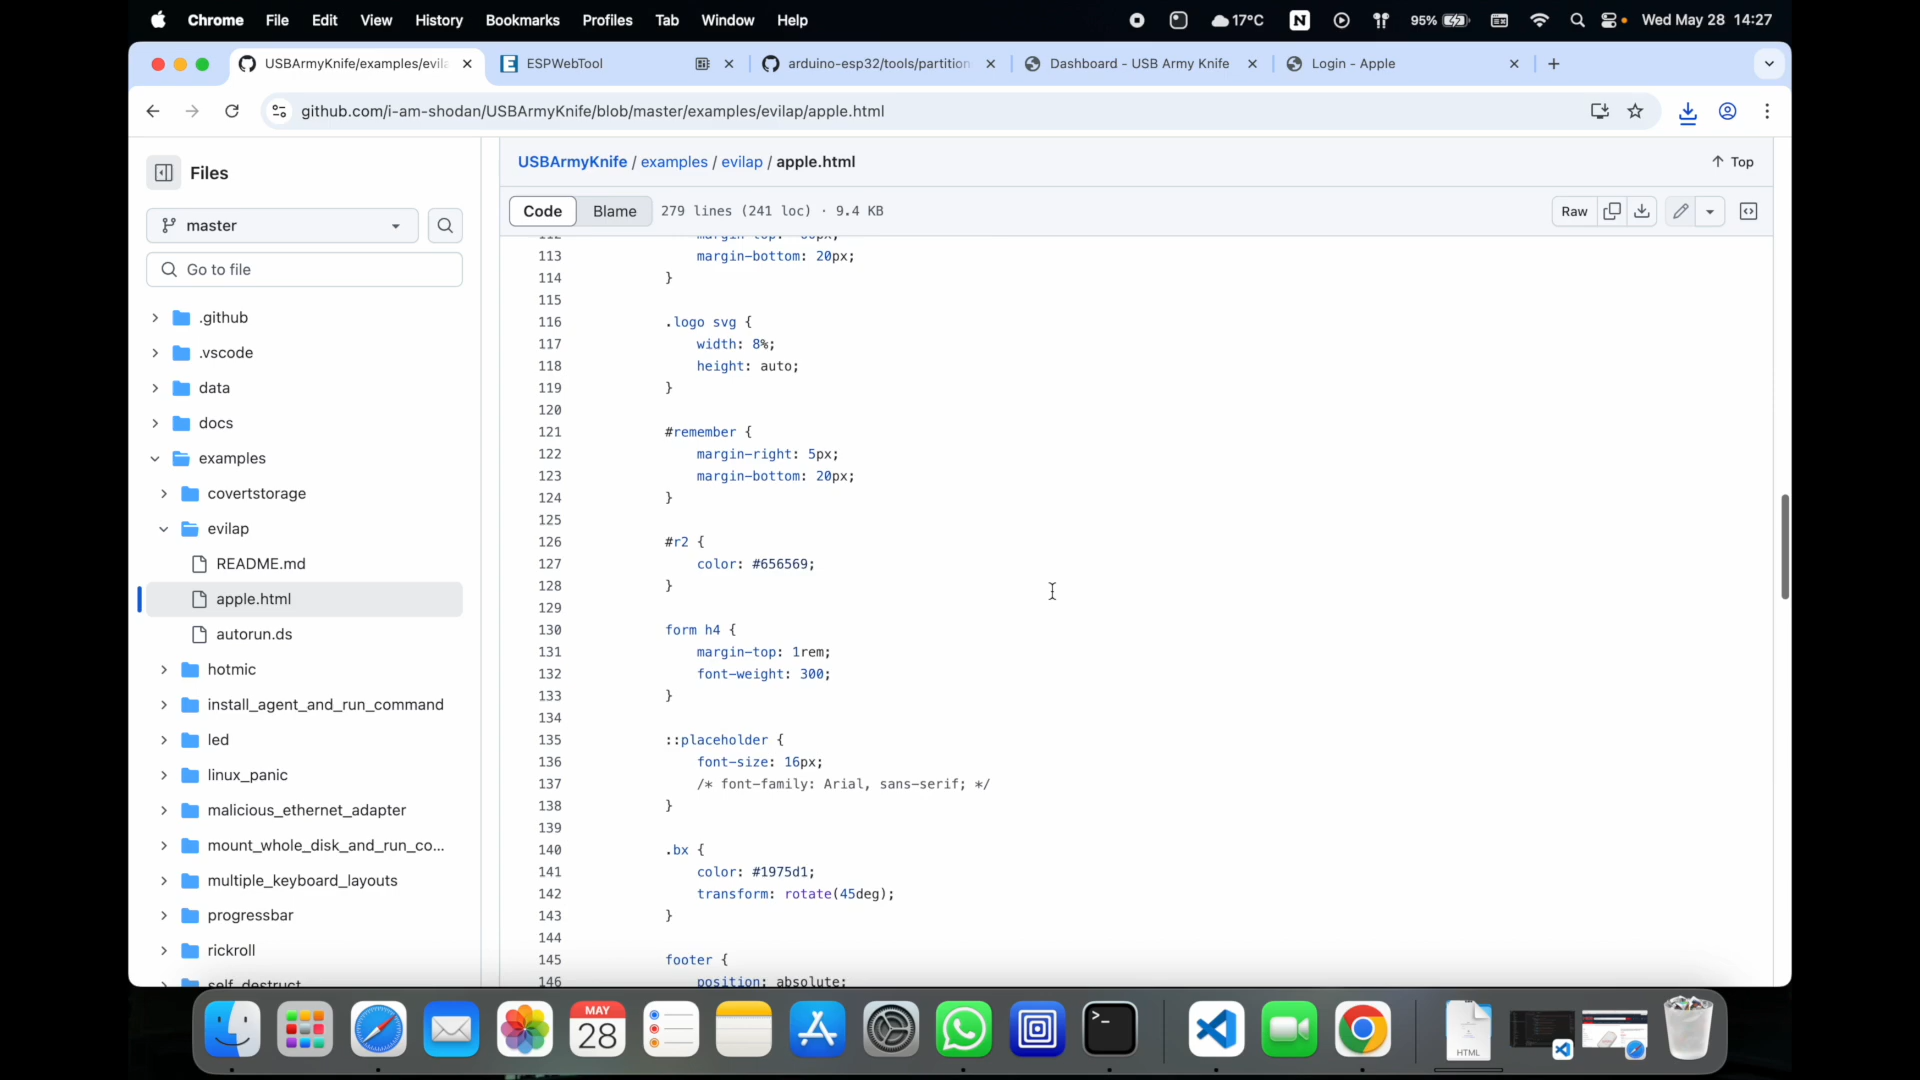 Chrome File Edit View History Bookmarks Profiles Tab Window Help 17°C 95% Wed May 28 14:27
USBArmyKnife/examples/evila ESPWebTool arduino-esp32/tools/partition Dashboard - USB Army Knife Login - Apple
github.com/i-am-shodan/USBArmyKnife/blob/master/examples/evilap/apple.html
Files
master
Go to file
.github
.vscode
data
docs
examples
covertstorage
evilap
README.md
apple.html
autorun.ds
hotmic
install_agent_and_run_command
led
linux_panic
malicious_ethernet_adapter
mount_whole_disk_and_run_co...
multiple_keyboard_layouts
progressbar
rickroll
self_destruct
USBArmyKnife / examples / evilap / apple.html Top
Code Blame 279 lines (241 loc) · 9.4 KB Raw
113 margin-bottom: 20px;
114 }
115
116 .logo svg {
117 width: 8%;
118 height: auto;
119 }
120
121 #remember {
122 margin-right: 5px;
123 margin-bottom: 20px;
124 }
125
126 #r2 {
127 color: #656569;
128 }
129
130 form h4 {
131 margin-top: 1rem;
132 font-weight: 300;
133 }
134
135 ::placeholder {
136 font-size: 16px;
137 /* font-family: Arial, sans-serif; */
138 }
139
140 .bx {
141 color: #1975d1;
142 transform: rotate(45deg);
143 }
144
145 footer {
146 position: absolute;
MAY
28
HTML